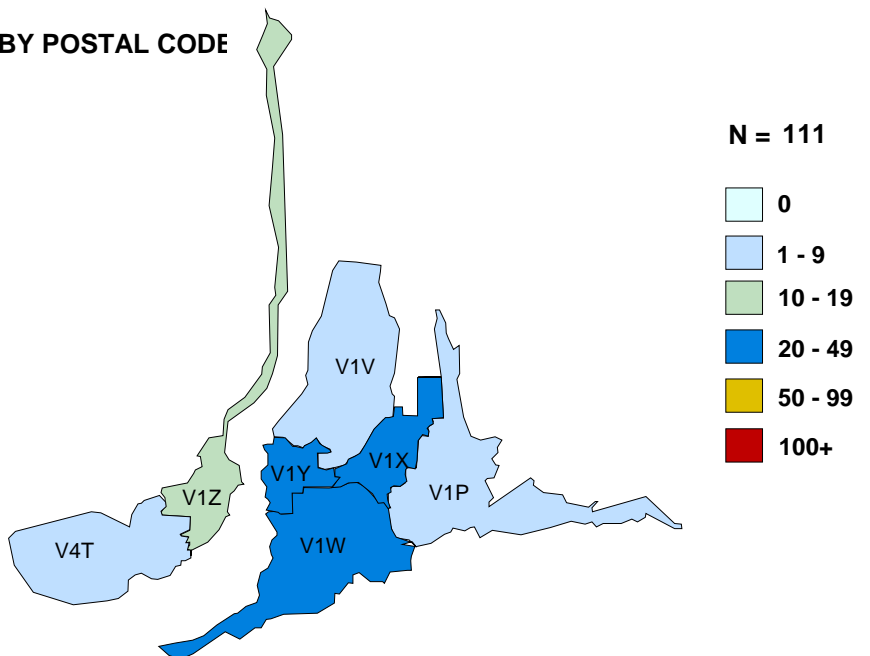 BY POSTAL CODE
N = 111
0
1 - 9
10 - 19
20 - 49
50 - 99
100+
V1V
V1X
V1Y
V1P
V1Z
V1W
V4T